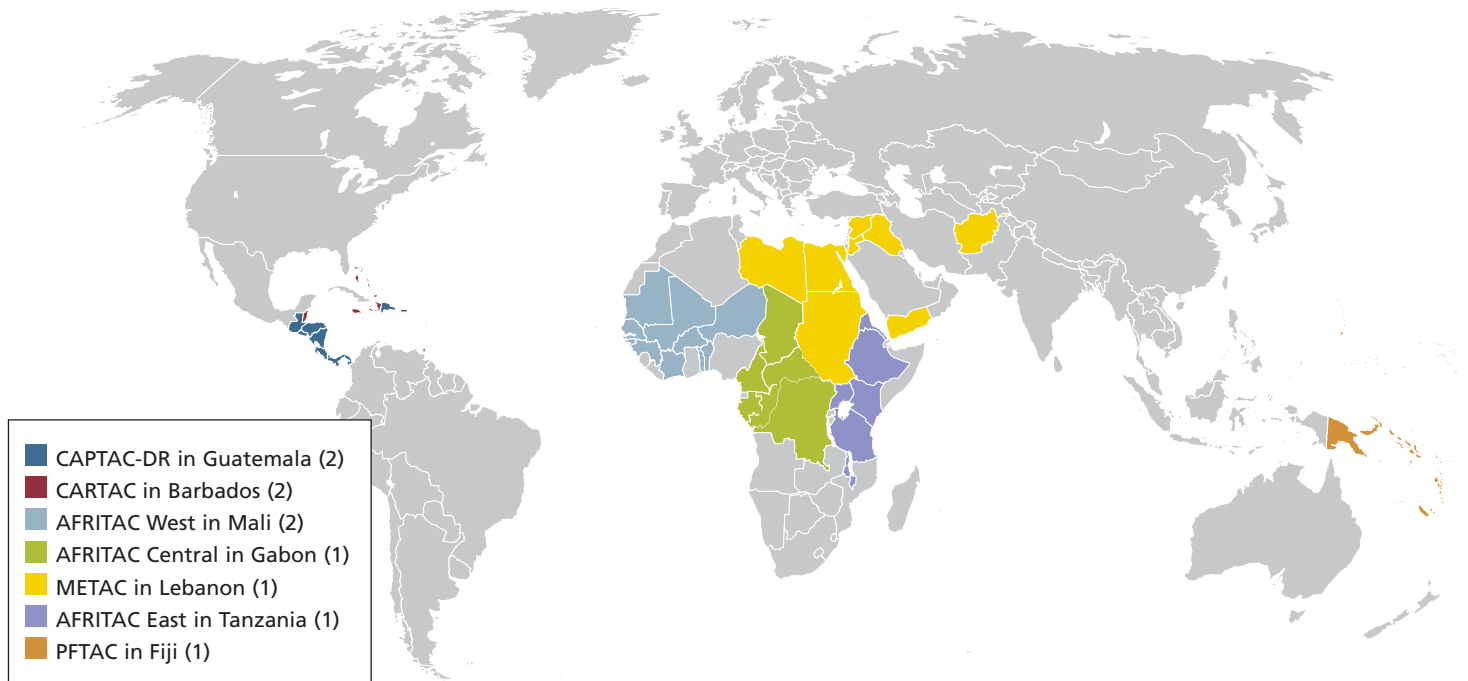 CAPTAC-DR in Guatemala (2)
CARTAC in Barbados (2)
AFRITAC West in Mali (2)
AFRITAC Central in Gabon (1)
METAC in Lebanon (1)
AFRITAC East in Tanzania (1)
PFTAC in Fiji (1)